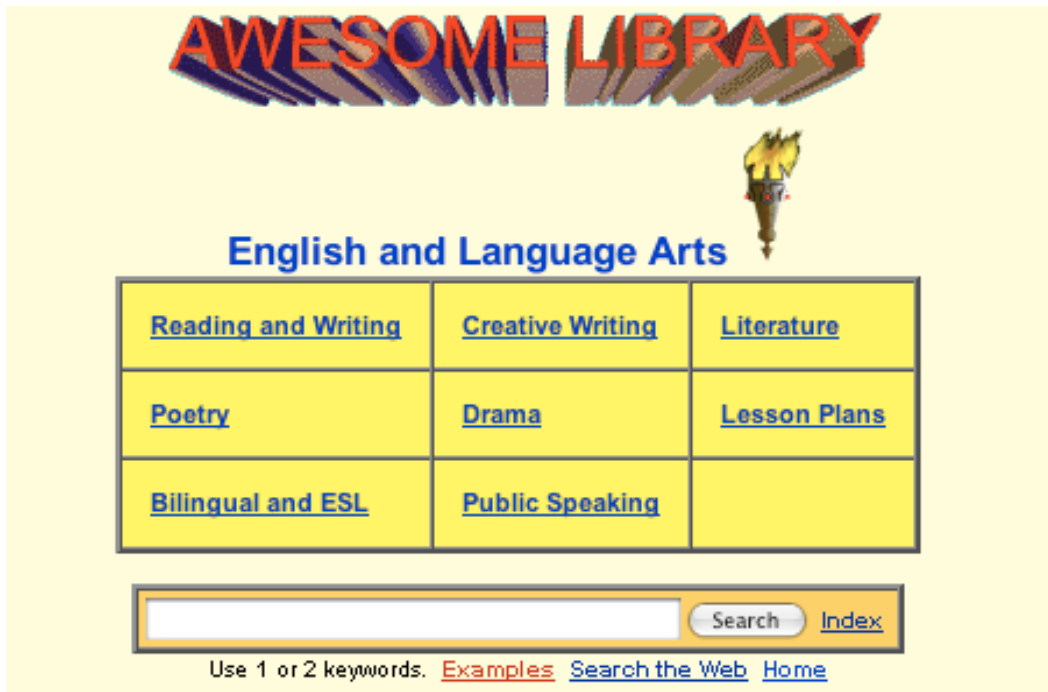 AWESOME LIBRARY
English and Language Arts
Reading and Writing Creative Writing Literature
Poetry Drama Lesson Plans
Bilingual and ESL Public Speaking
Search Index
Use 1 or 2 keywords. Examples Search the Web Home